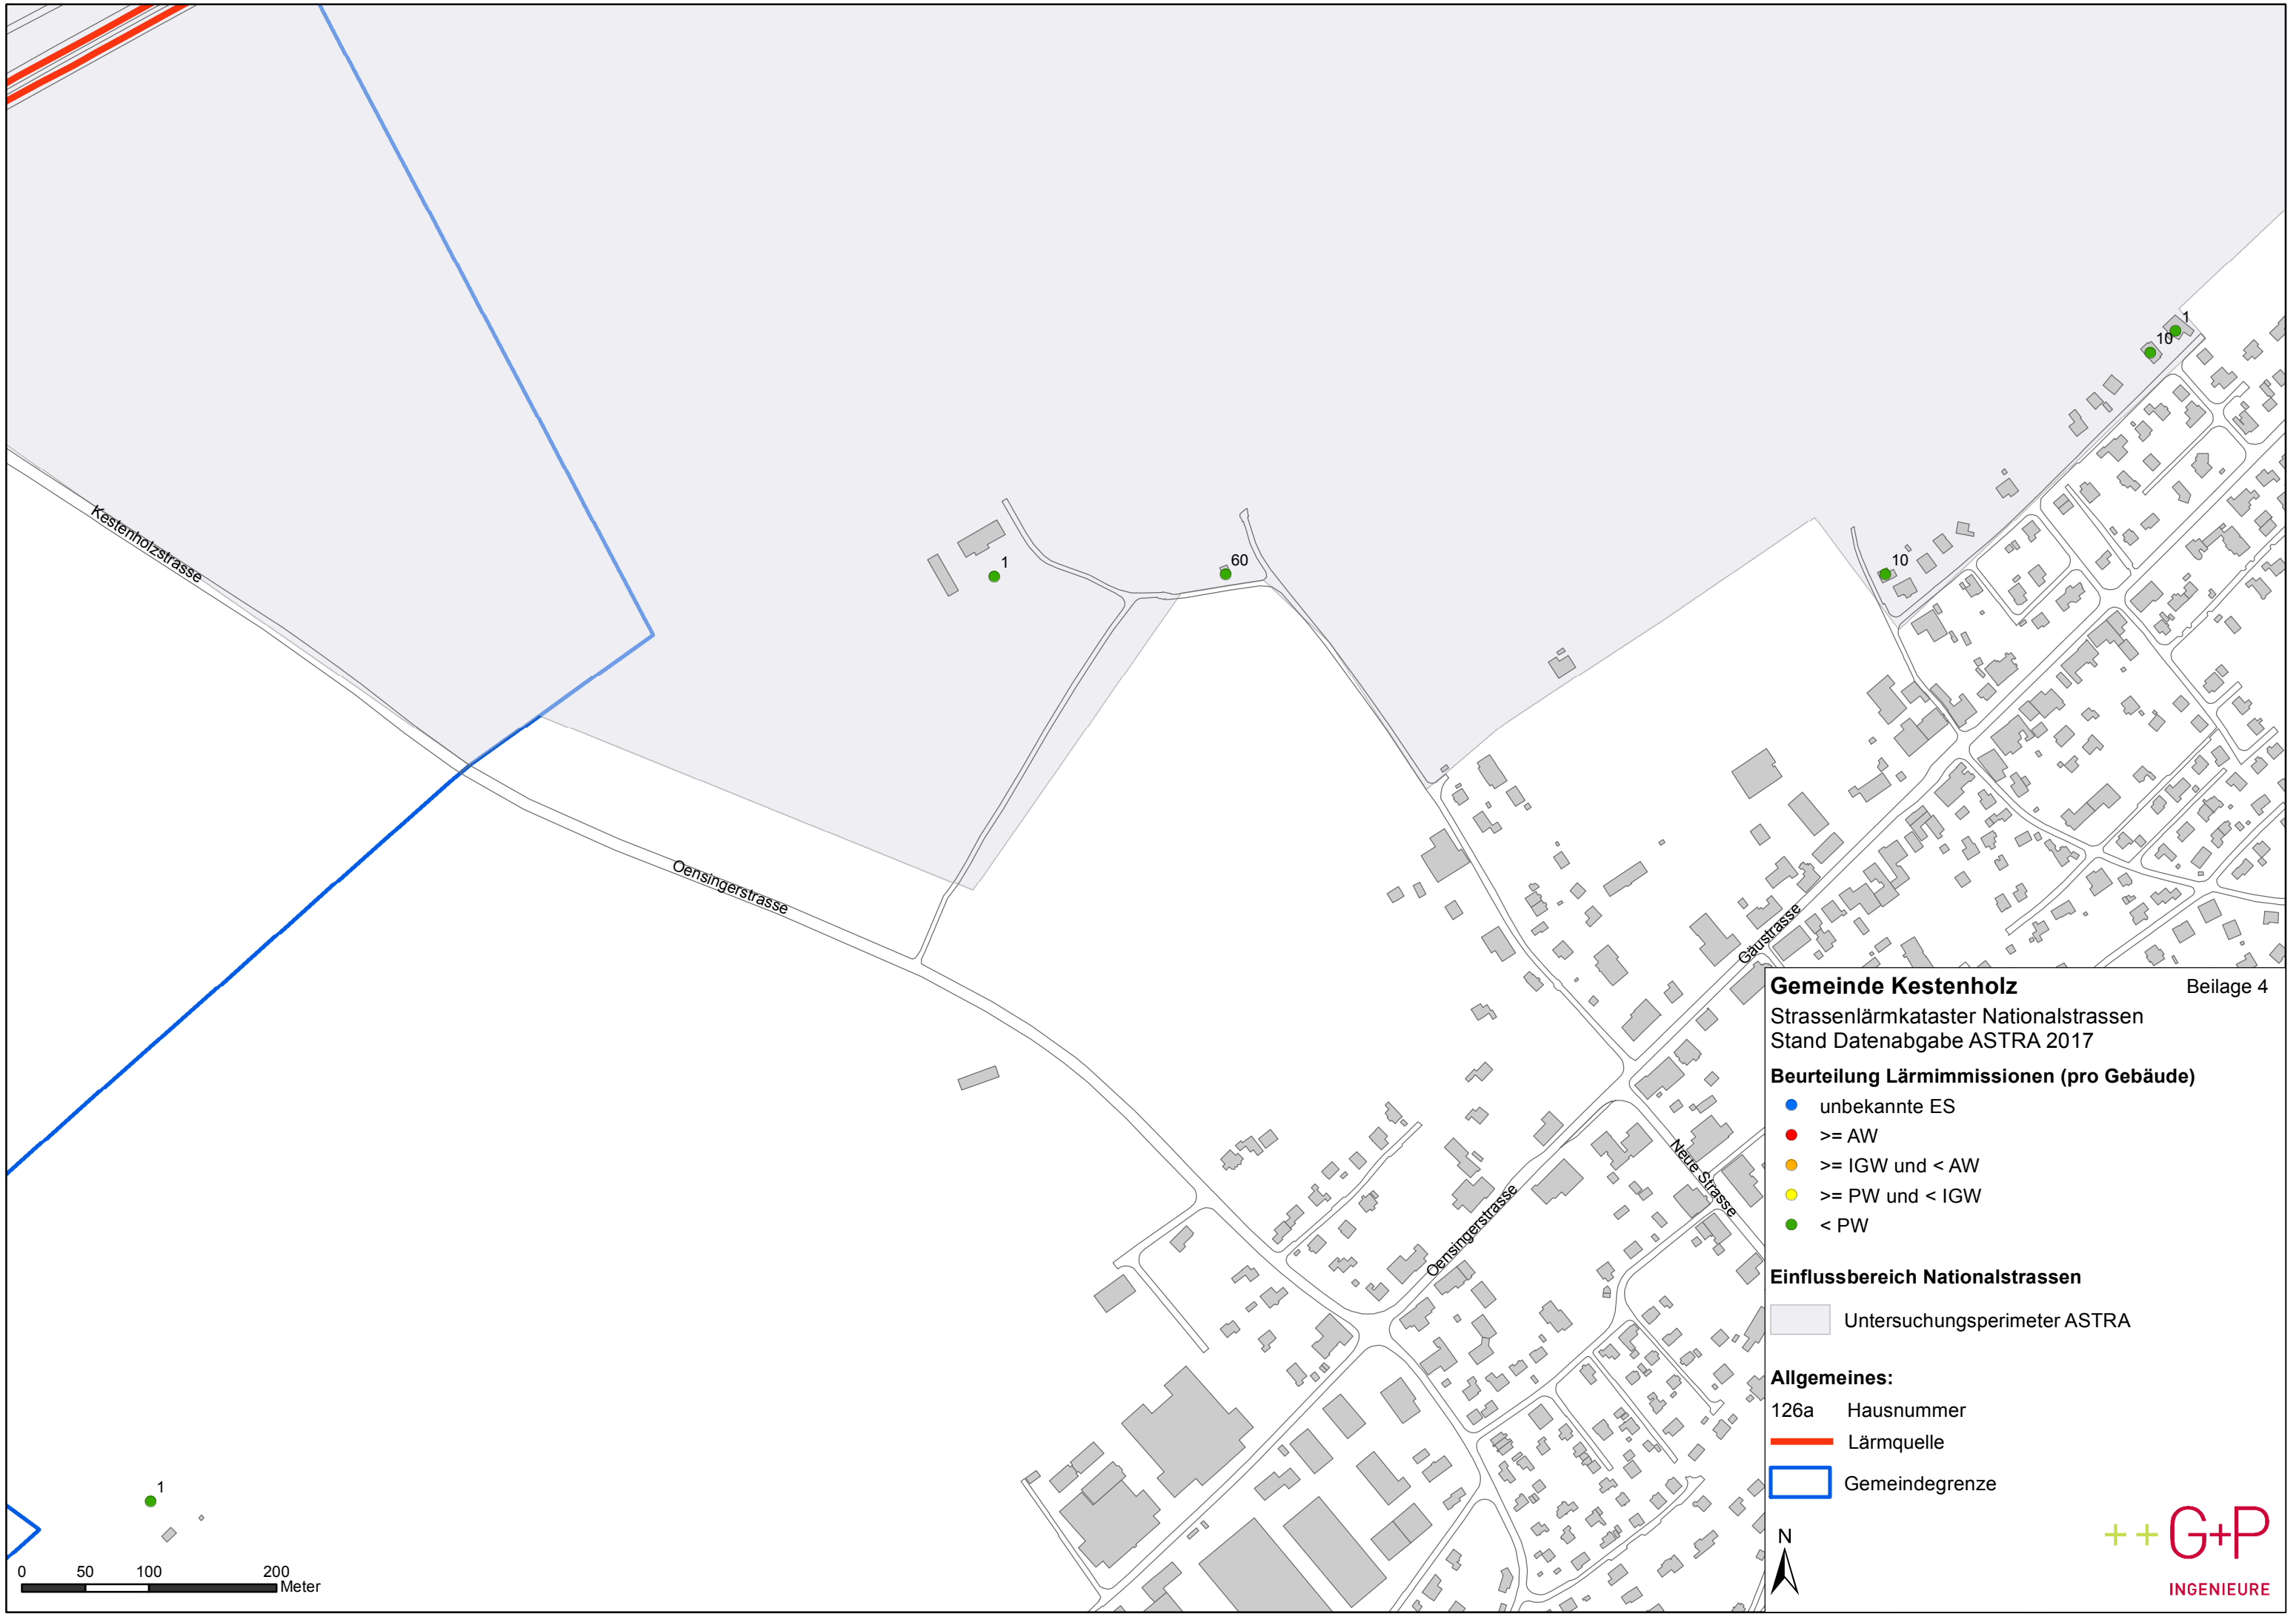 1
10
Kestenholzstrasse
1
60
10
Oensingerstrasse
Gäustrasse
Neue Strasse
Oensingerstrasse
1
0 50 100 200
Meter
Gemeinde Kestenholz Beilage 4
Strassenlärmkataster Nationalstrassen
Stand Datenabgabe ASTRA 2017
Beurteilung Lärmimmissionen (pro Gebäude)
unbekannte ES
>= AW
>= IGW und < AW
>= PW und < IGW
< PW
Einflussbereich Nationalstrassen
Untersuchungsperimeter ASTRA
Allgemeines:
126a Hausnummer
Lärmquelle
Gemeindegrenze
N
++G+P
INGENIEURE